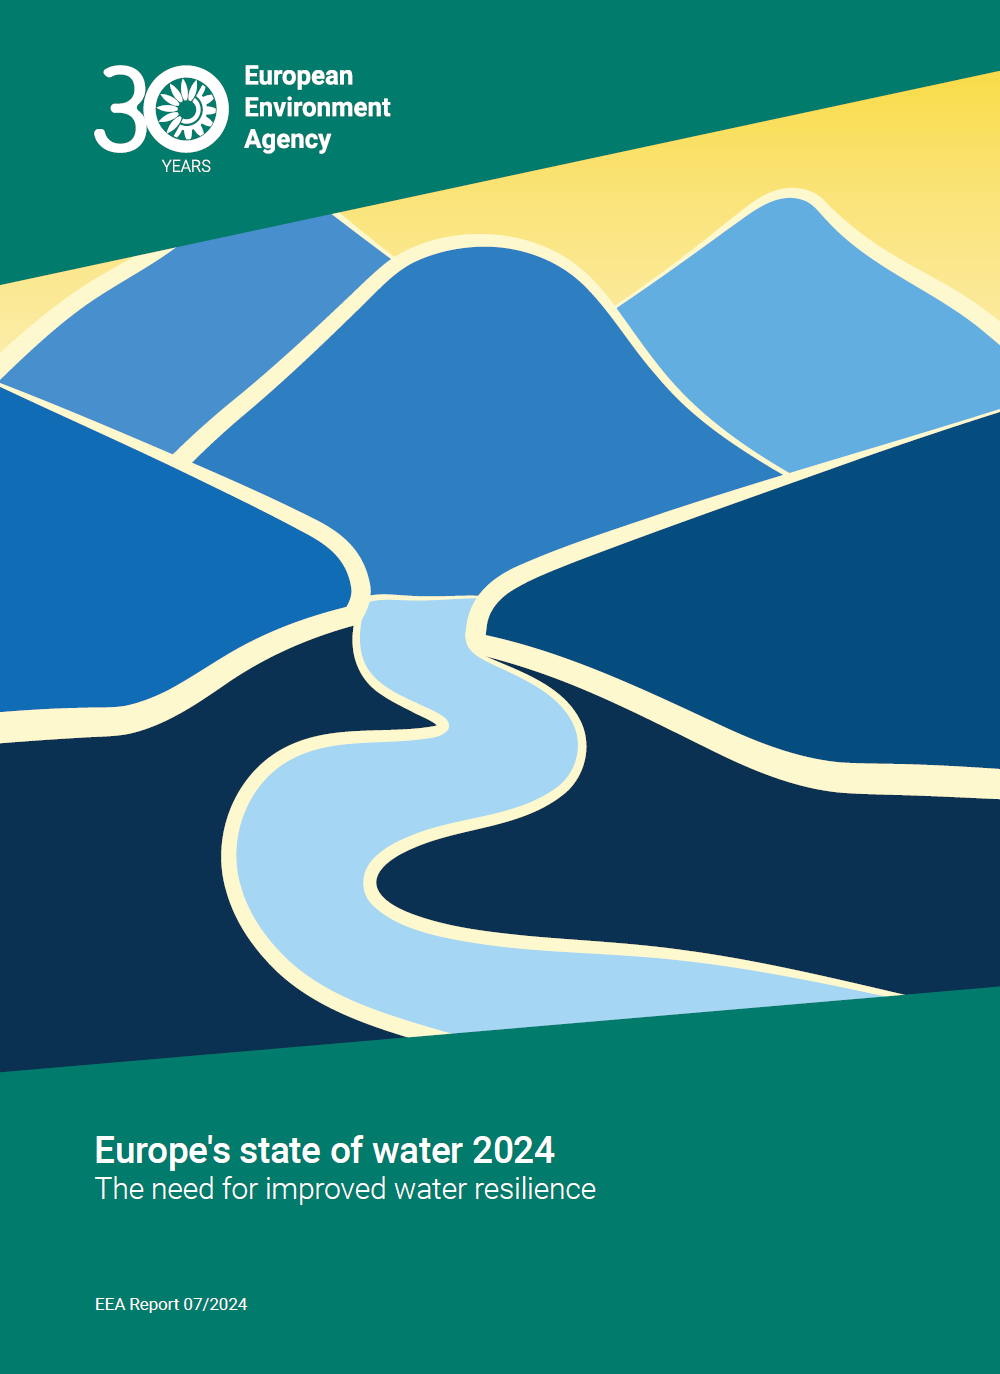 30
YEARS
European
Environment
Agency
Europe's state of water 2024
The need for improved water resilience
EEA Report 07/2024